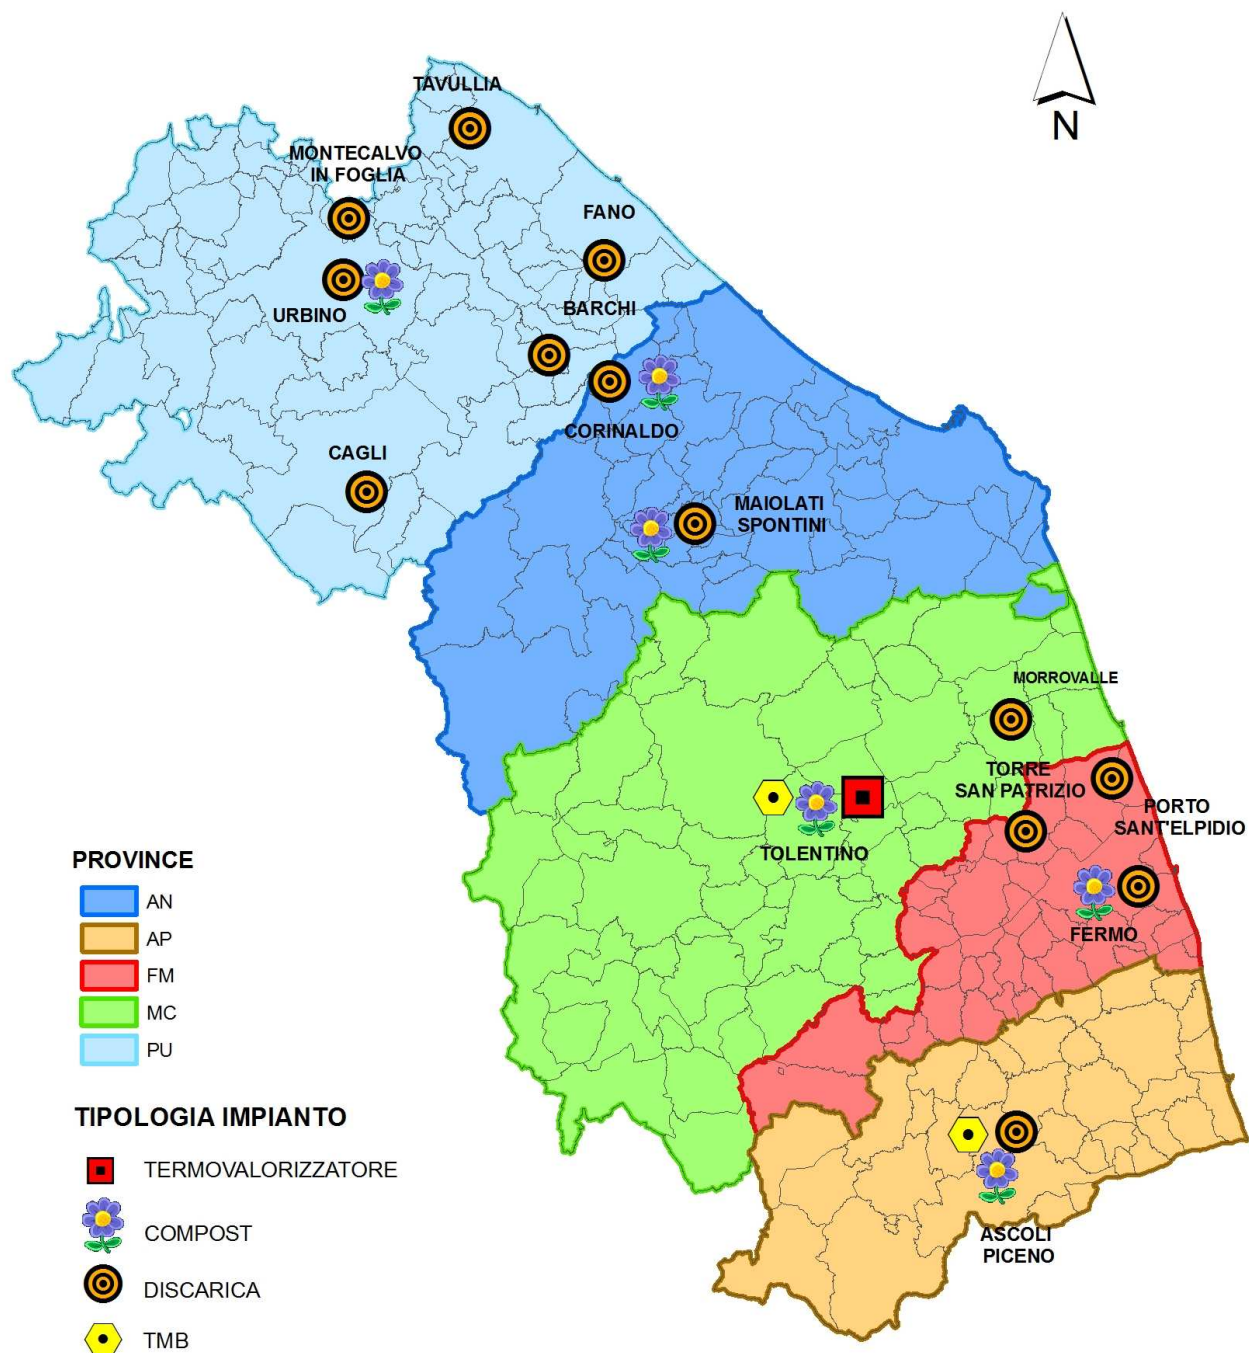 N
TAVULLIA
MONTECALVO
IN FOGLIA
FANO
URBINO
BARCHI
CORINALDO
CAGLI
MAIOLATI
SPONTINI
MORROVALLE
TORRE
SAN PATRIZIO
PORTO
SANT'ELPIDIO
TOLENTINO
FERMO
ASCOLI
PICENO
PROVINCE
AN
AP
FM
MC
PU
TIPOLOGIA IMPIANTO
TERMOVALORIZZATORE
COMPOST
DISCARICA
TMB